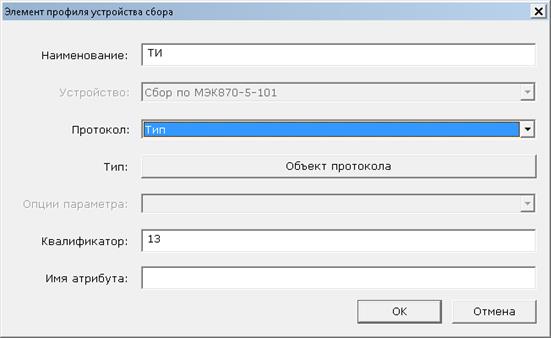 Элемент профиля устройства сбора
Наименование: ТИ
Устройство: Сбор по МЭК870-5-101
Протокол: Тип
Тип: Объект протокола
Опции параметра:
Квалификатор: 13
Имя атрибута:
ОК Отмена